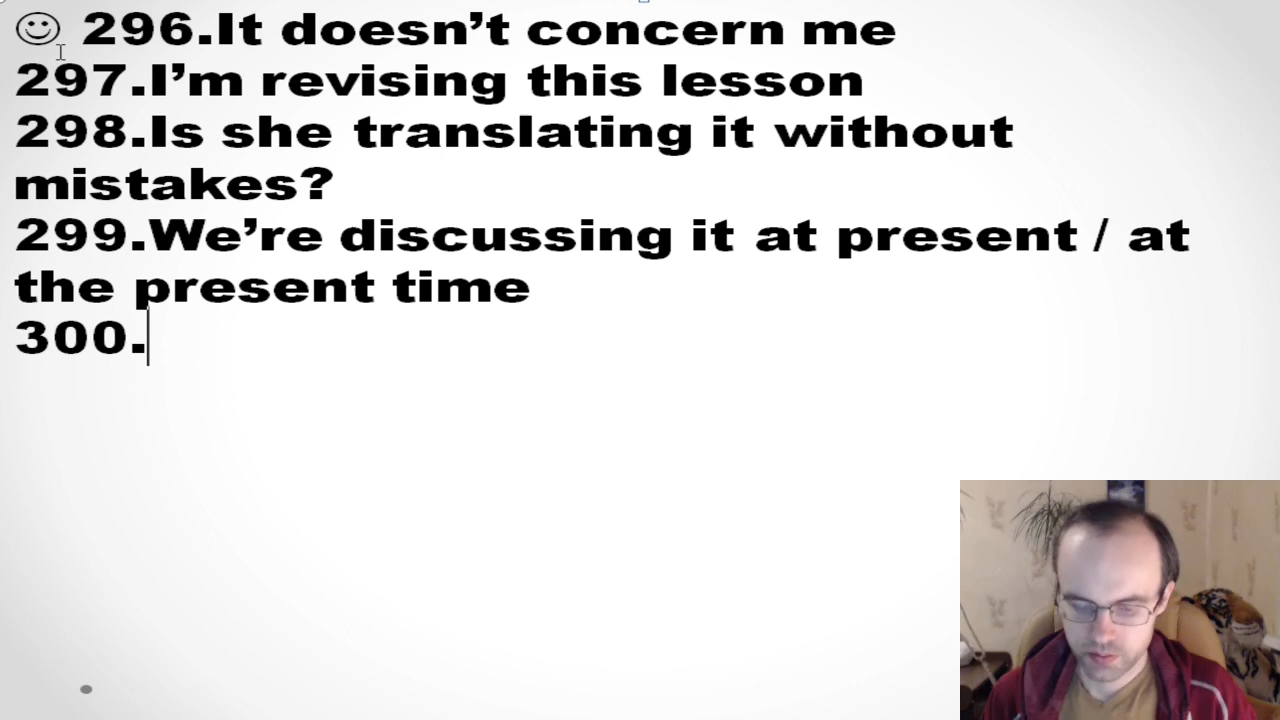 ☺ 296.It doesn’t concern me
297.I’m revising this lesson
298.Is she translating it without
mistakes?
299.We’re discussing it at present / at
the present time
300.